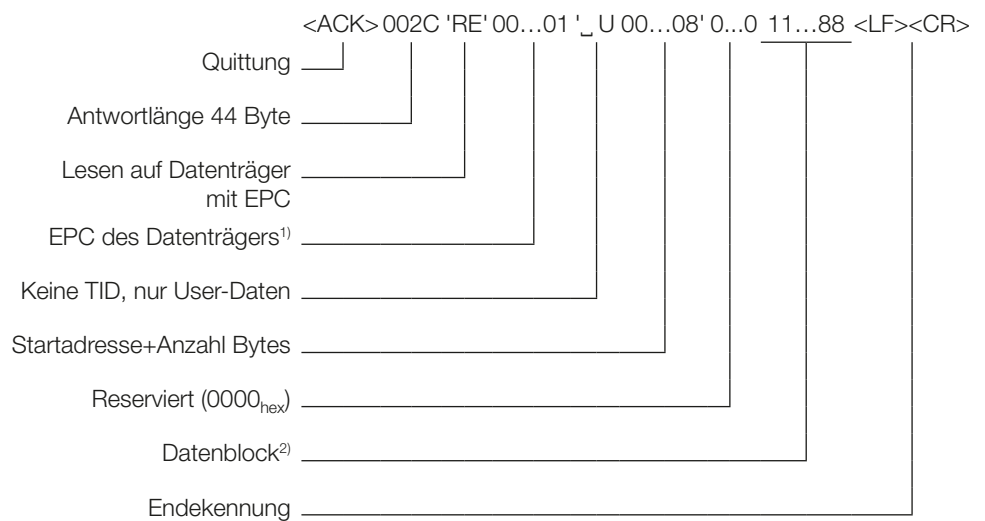 <ACK> 002C 'RE' 00…01 '␣ U 00…08' 0...0 11…88 <LF><CR>
Quittung
Antwortlänge 44 Byte
Lesen auf Datenträger
mit EPC
EPC des Datenträgers1)
Keine TID, nur User-Daten
Startadresse+Anzahl Bytes
Reserviert (0000hex)
Datenblock2)
Endekennung